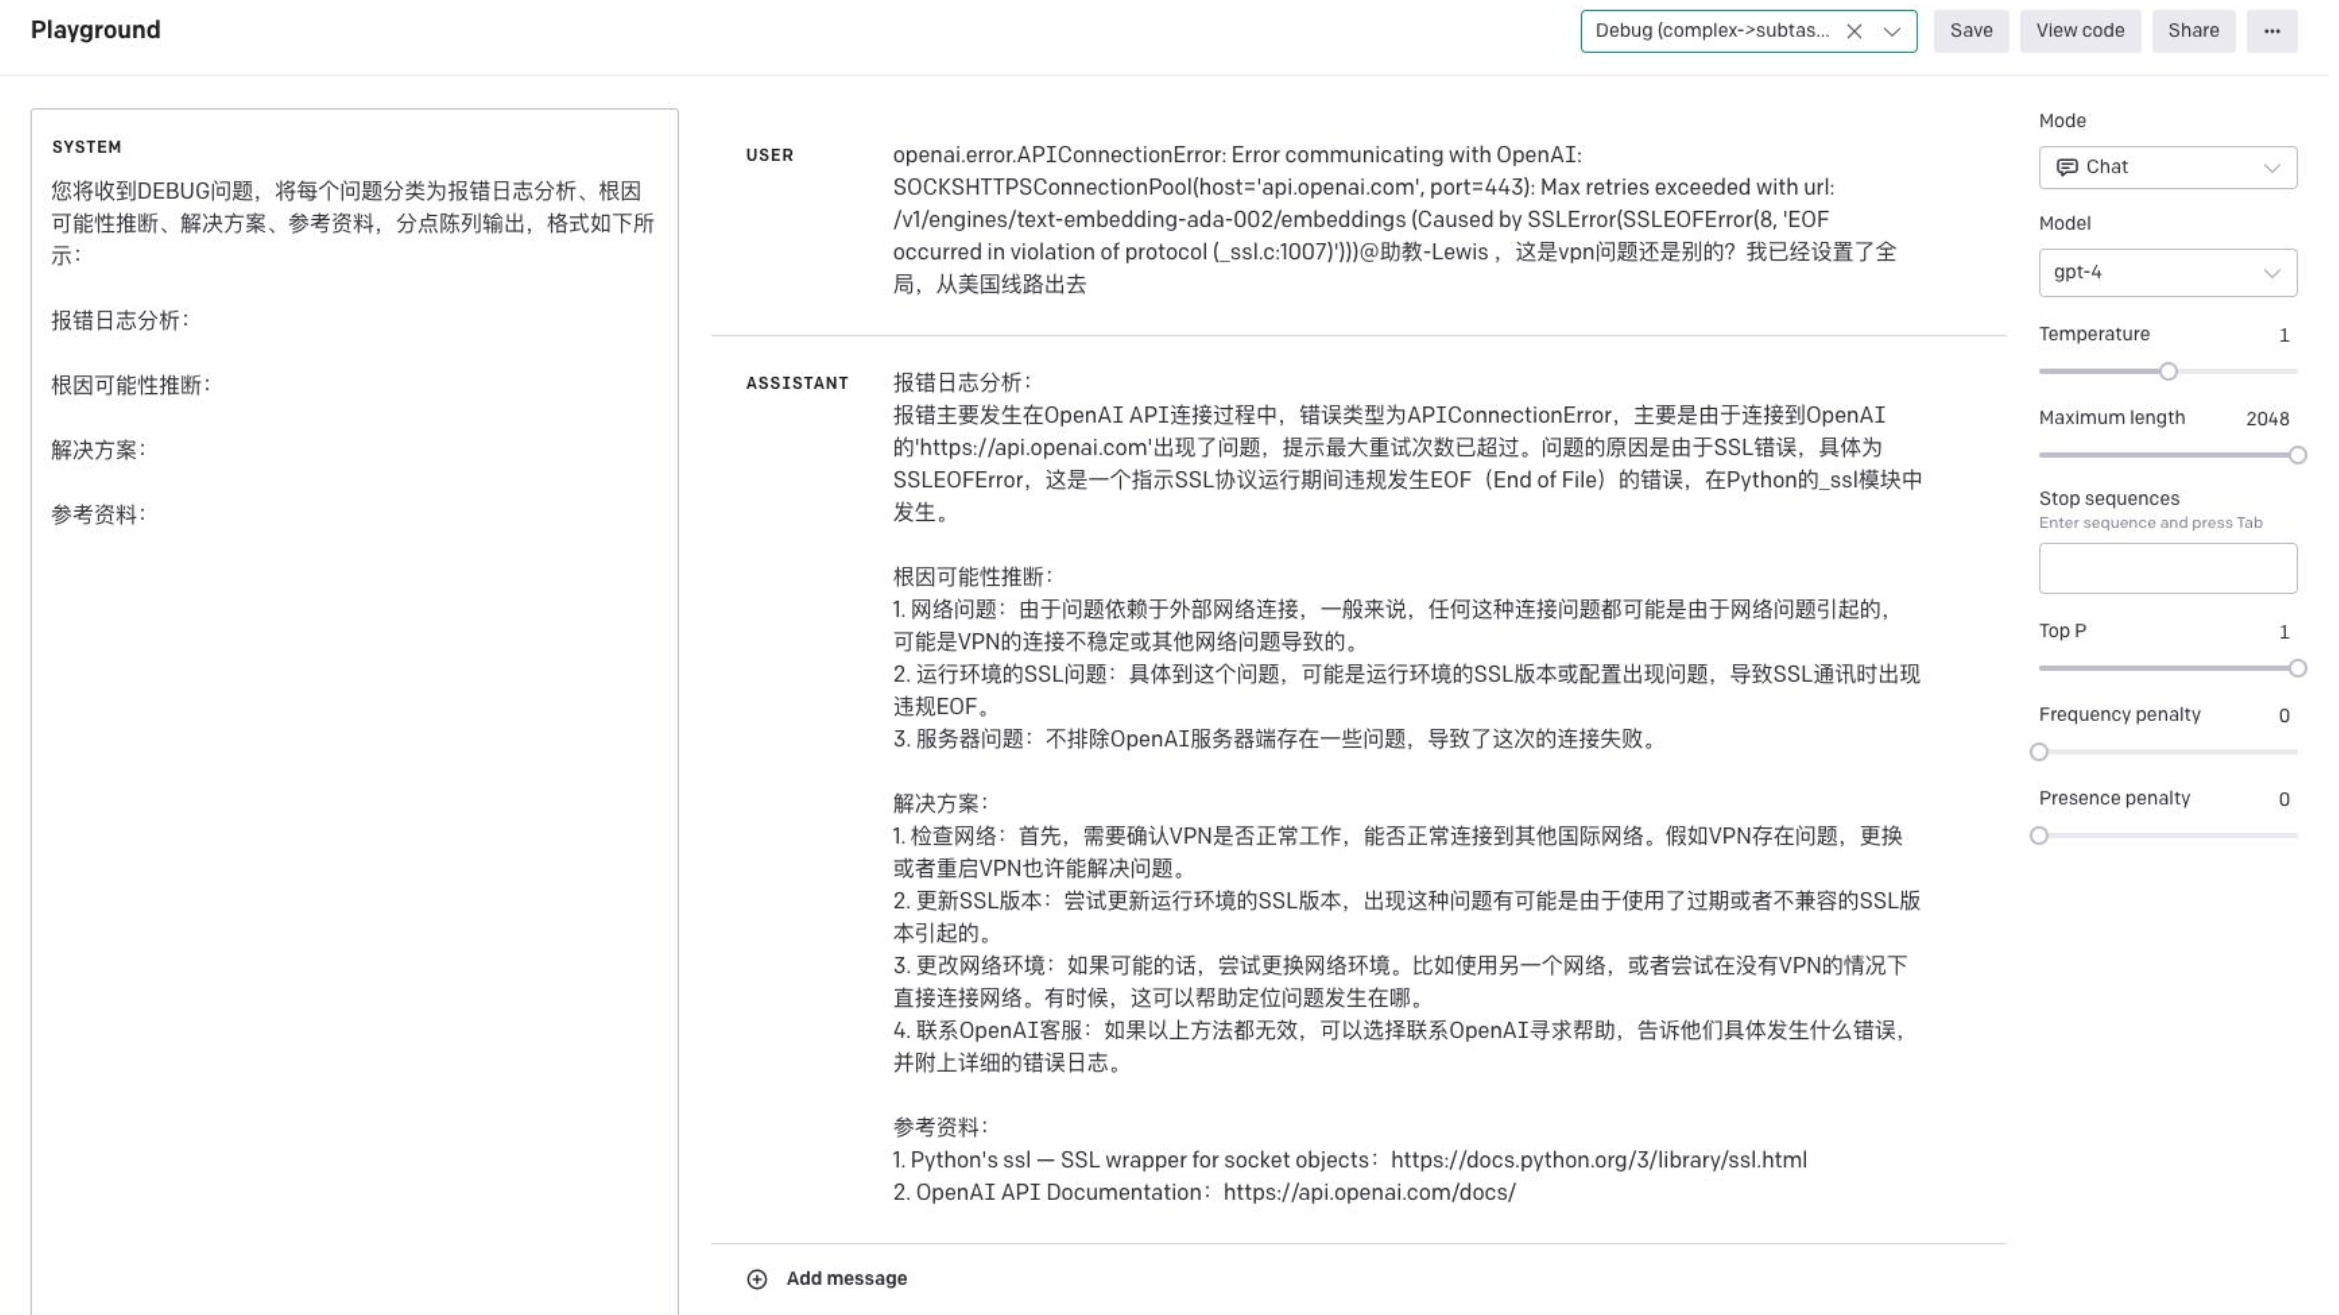 Playground
Debug (complex->subtas...
Save
View code
Share
SYSTEM
您将收到DEBUG问题，将每个问题分类为报错日志分析、根因
可能性推断、解决方案、参考资料，分点陈列输出，格式如下所
示：
报错日志分析：
根因可能性推断：
解决方案：
参考资料：
USER
openai.error.APIConnectionError: Error communicating with OpenAI:
SOCKSHTTPSConnectionPool(host='api.openai.com', port=443): Max retries exceeded with url:
/v1/engines/text-embedding-ada-002/embeddings (Caused by SSLError(SSLEOFError(8, 'EOF
occurred in violation of protocol (_ssl.c:1007)')))@助教-Lewis ，这是vpn问题还是别的？我已经设置了全
局，从美国线路出去
ASSISTANT
报错日志分析：
报错主要发生在OpenAI API连接过程中，错误类型为APIConnectionError，主要是由于连接到OpenAI
的'https://api.openai.com'出现了问题，提示最大重试次数已超过。问题的原因是由于SSL错误，具体为
SSLEOFError，这是一个指示SSL协议运行期间违规发生EOF（End of File）的错误，在Python的_ssl模块中
发生。
根因可能性推断：
1. 网络问题：由于问题依赖于外部网络连接，一般来说，任何这种连接问题都可能是由于网络问题引起的，
可能是VPN的连接不稳定或其他网络问题导致的。
2. 运行环境的SSL问题：具体到这个问题，可能是运行环境的SSL版本或配置出现问题，导致SSL通讯时出现
违规EOF。
3. 服务器问题：不排除OpenAI服务器端存在一些问题，导致了这次的连接失败。
解决方案：
1. 检查网络：首先，需要确认VPN是否正常工作，能否正常连接到其他国际网络。假如VPN存在问题，更换
或者重启VPN也许能解决问题。
2. 更新SSL版本：尝试更新运行环境的SSL版本，出现这种问题有可能是由于使用了过期或者不兼容的SSL版
本引起的。
3. 更改网络环境：如果可能的话，尝试更换网络环境。比如使用另一个网络，或者尝试在没有VPN的情况下
直接连接网络。有时候，这可以帮助定位问题发生在哪。
4. 联系OpenAI客服：如果以上方法都无效，可以选择联系OpenAI寻求帮助，告诉他们具体发生什么错误，
并附上详细的错误日志。
参考资料：
1. Python's ssl — SSL wrapper for socket objects：https://docs.python.org/3/library/ssl.html
2. OpenAI API Documentation：https://api.openai.com/docs/
Add message
Mode
Chat
Model
gpt-4
Temperature 1
Maximum length 2048
Stop sequences
Enter sequence and press Tab
Top P 1
Frequency penalty 0
Presence penalty 0